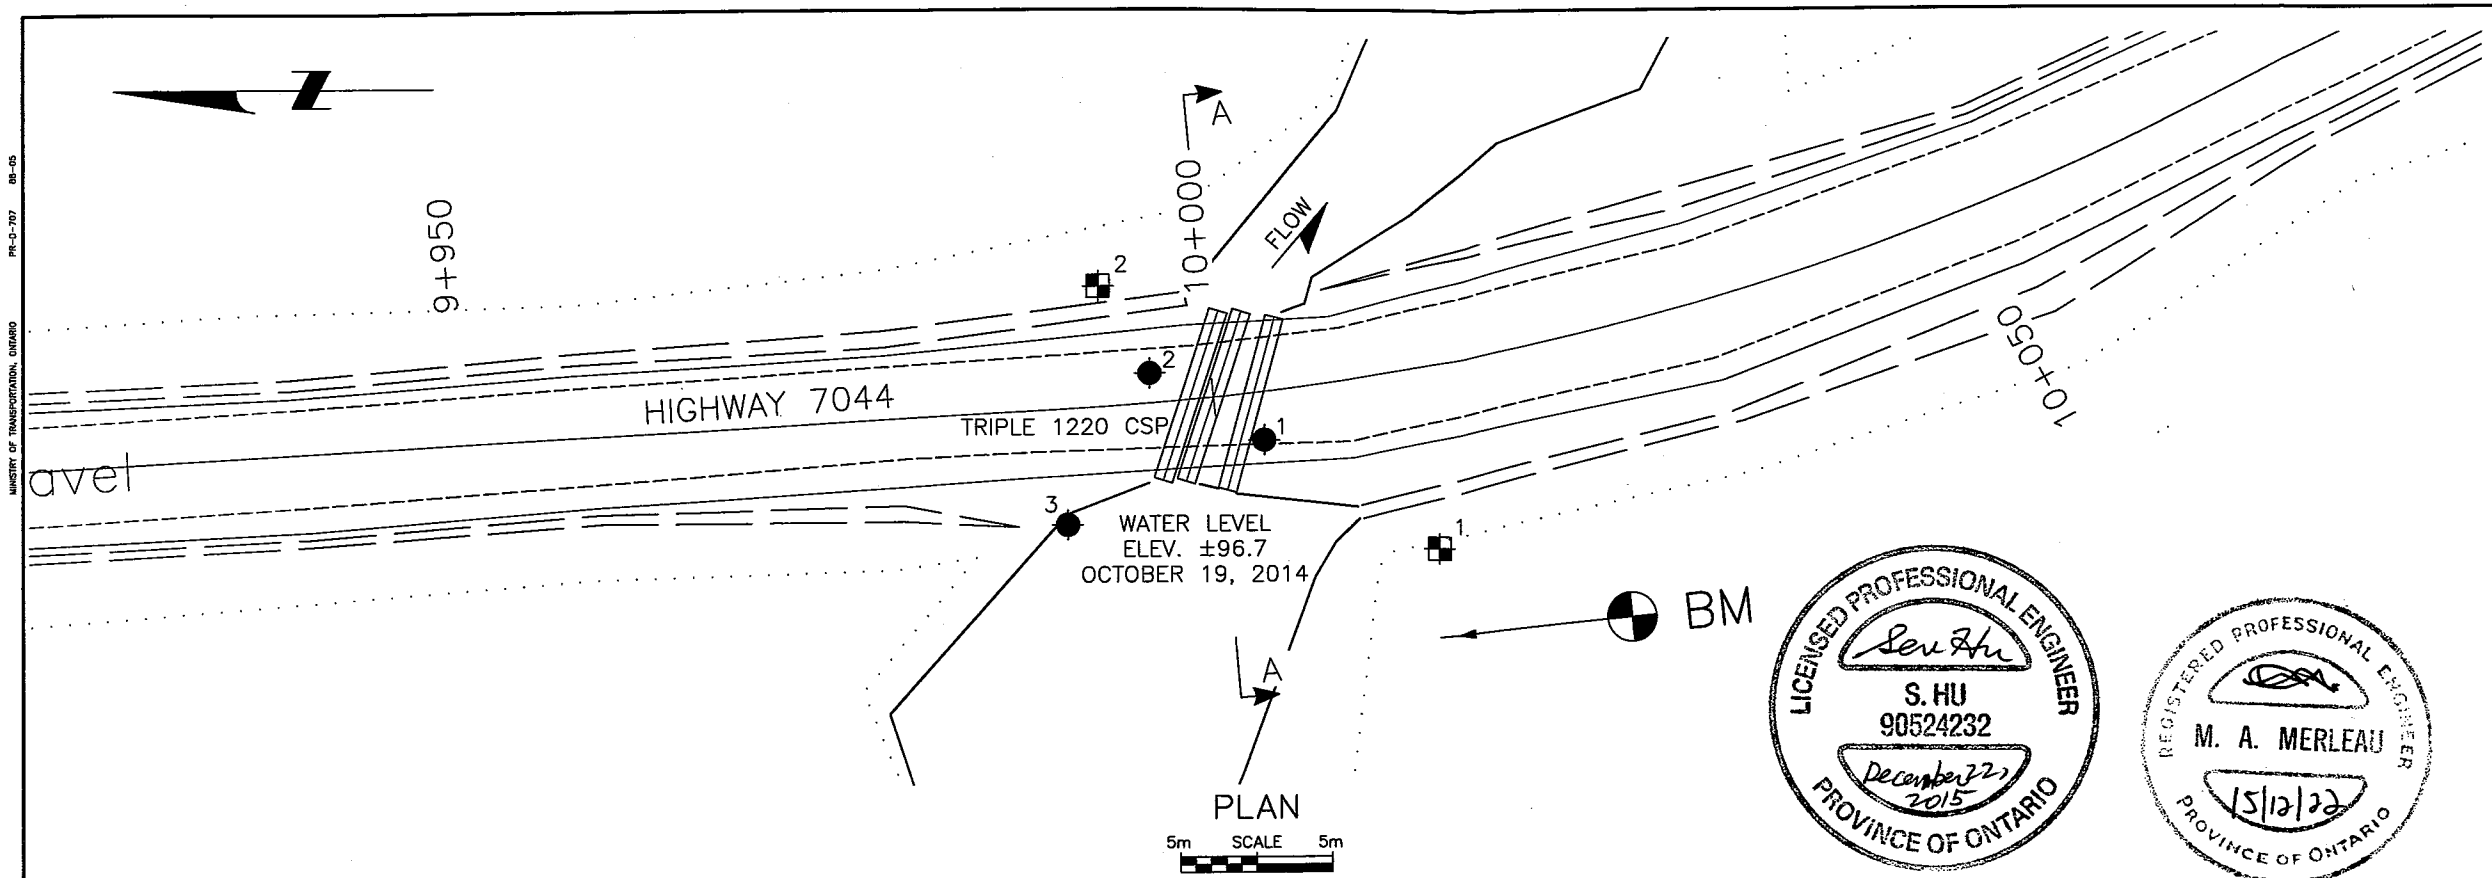 MINISTRY OF TRANSPORTATION, ONTARIO PR-D-707 88-05
A
9+950
10+000
FLOW
2
2
HIGHWAY 7044
TRIPLE 1220 CSP
1
avel
10+050
3
WATER LEVEL
ELEV. ±96.7
OCTOBER 19, 2014
1
BM
A
PLAN
5m SCALE 5m
LICENSED PROFESSIONAL ENGINEER
S. HU
90524232
December 22,
2015
PROVINCE OF ONTARIO
REGISTERED PROFESSIONAL ENGINEER
M. A. MERLEAU
15/12/22
PROVINCE OF ONTARIO